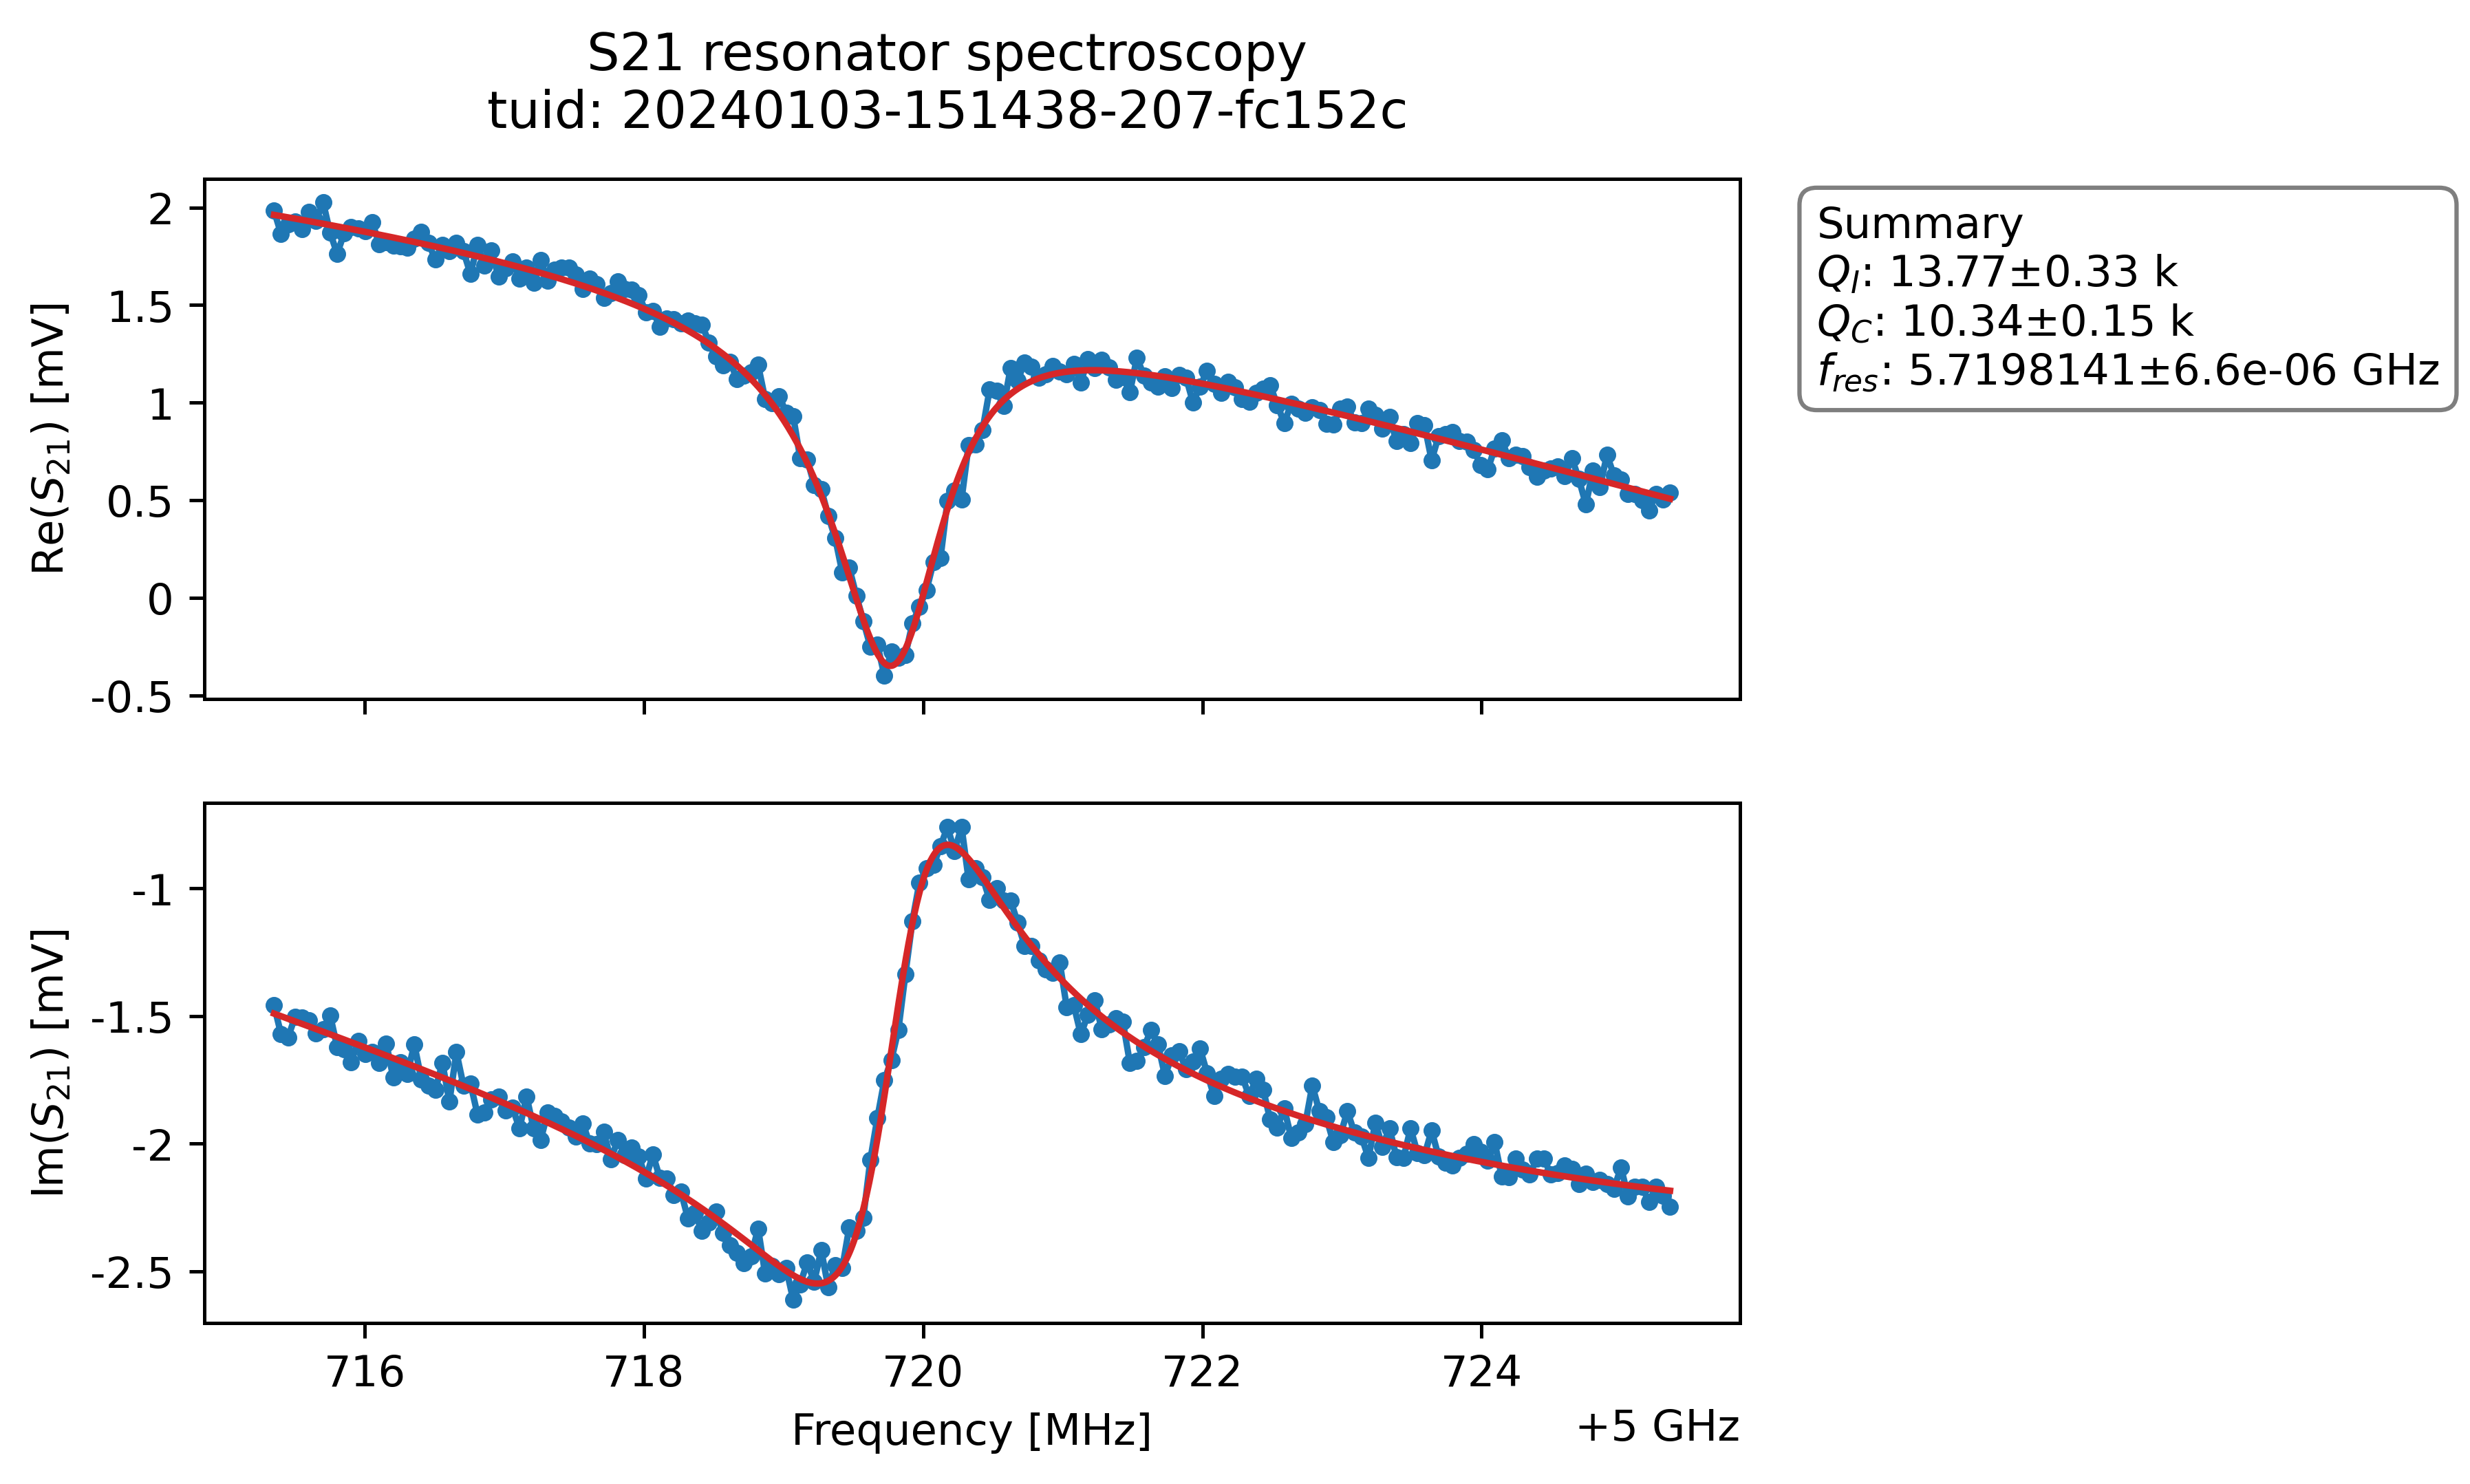 S21 resonator spectroscopy
tuid: 20240103-151438-207-fc152c
Re(S21) [mV]
2
1.5
1
0.5
0
-0.5
Summary
QI: 13.77±0.33 k
QC: 10.34±0.15 k
fres: 5.7198141±6.6e-06 GHz
Im(S21) [mV]
-1
-1.5
-2
-2.5
716 718 720 722 724
Frequency [MHz]
+5 GHz